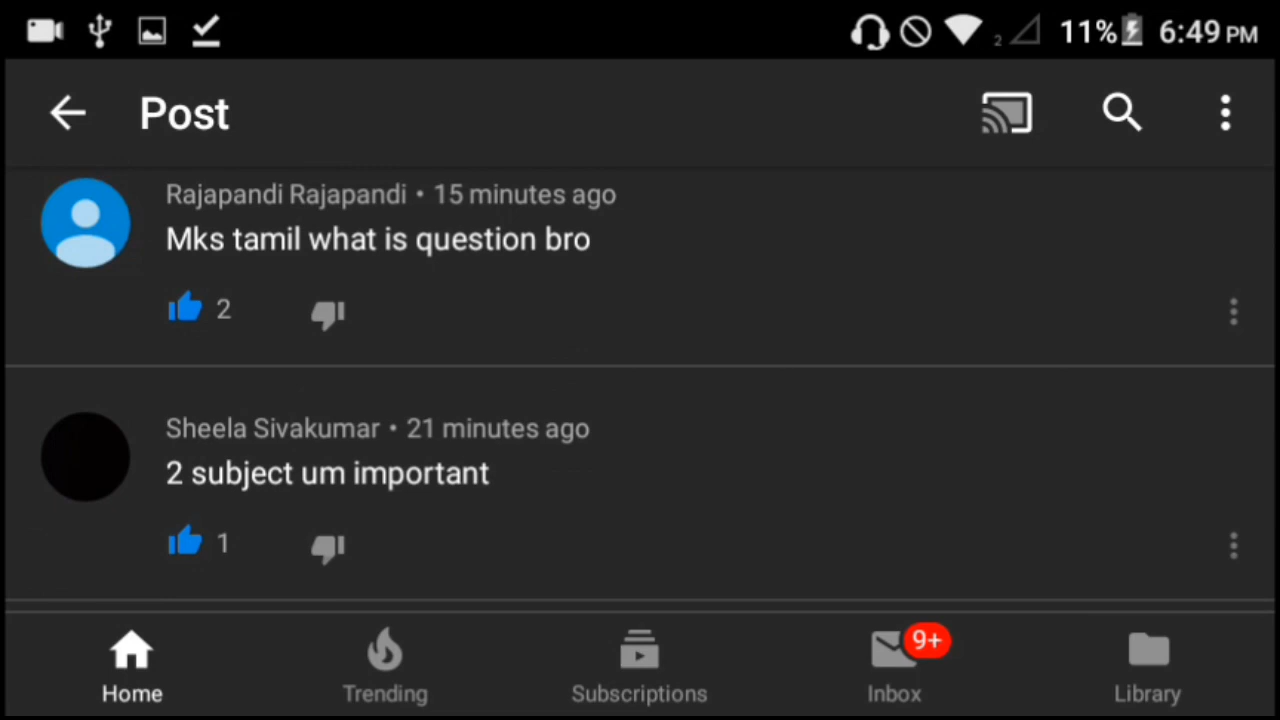 2 11% 6:49 PM
Post
Rajapandi Rajapandi • 15 minutes ago
Mks tamil what is question bro
2
Sheela Sivakumar • 21 minutes ago
2 subject um important
1
9+
Home Trending Subscriptions Inbox Library